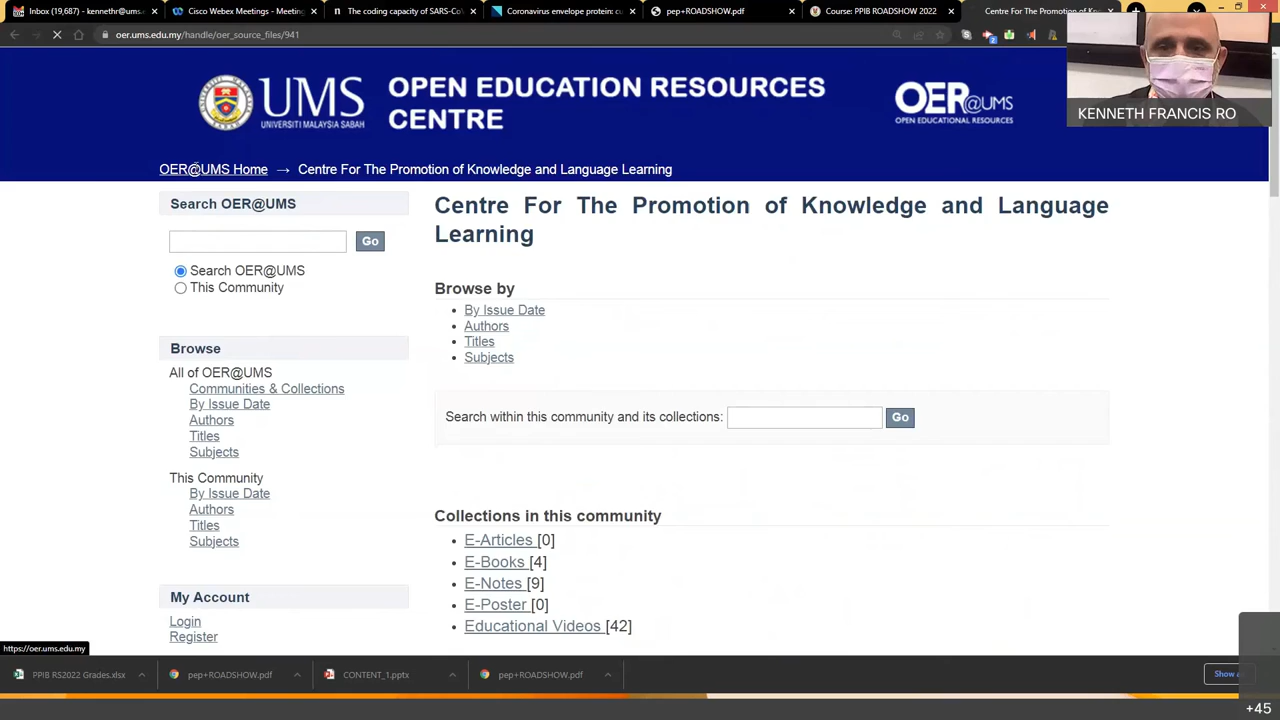 Inbox (19,687) - kennethr@ums.e
Cisco Webex Meetings - Meeting
The coding capacity of SARS-CoV
Coronavirus envelope protein: cu
pep+ROADSHOW.pdf
Course: PPIB ROADSHOW 2022
Centre For The Promotion of Kn
oer.ums.edu.my/handle/oer_source_files/941
UMS
UNIVERSITI MALAYSIA SABAH
OPEN EDUCATION RESOURCES
CENTRE
OER@UMS
OPEN EDUCATIONAL RESOURCES
KENNETH FRANCIS RO
OER@UMS Home → Centre For The Promotion of Knowledge and Language Learning
Search OER@UMS
Go
Search OER@UMS
This Community
Browse
All of OER@UMS
Communities & Collections
By Issue Date
Authors
Titles
Subjects
This Community
By Issue Date
Authors
Titles
Subjects
My Account
Login
Register
Centre For The Promotion of Knowledge and Language
Learning
Browse by
By Issue Date
Authors
Titles
Subjects
Search within this community and its collections:
Go
Collections in this community
E-Articles [0]
E-Books [4]
E-Notes [9]
E-Poster [0]
Educational Videos [42]
https://oer.ums.edu.my
PPIB RS2022 Grades.xlsx
pep+ROADSHOW.pdf
CONTENT_1.pptx
pep+ROADSHOW.pdf
Show a
+45